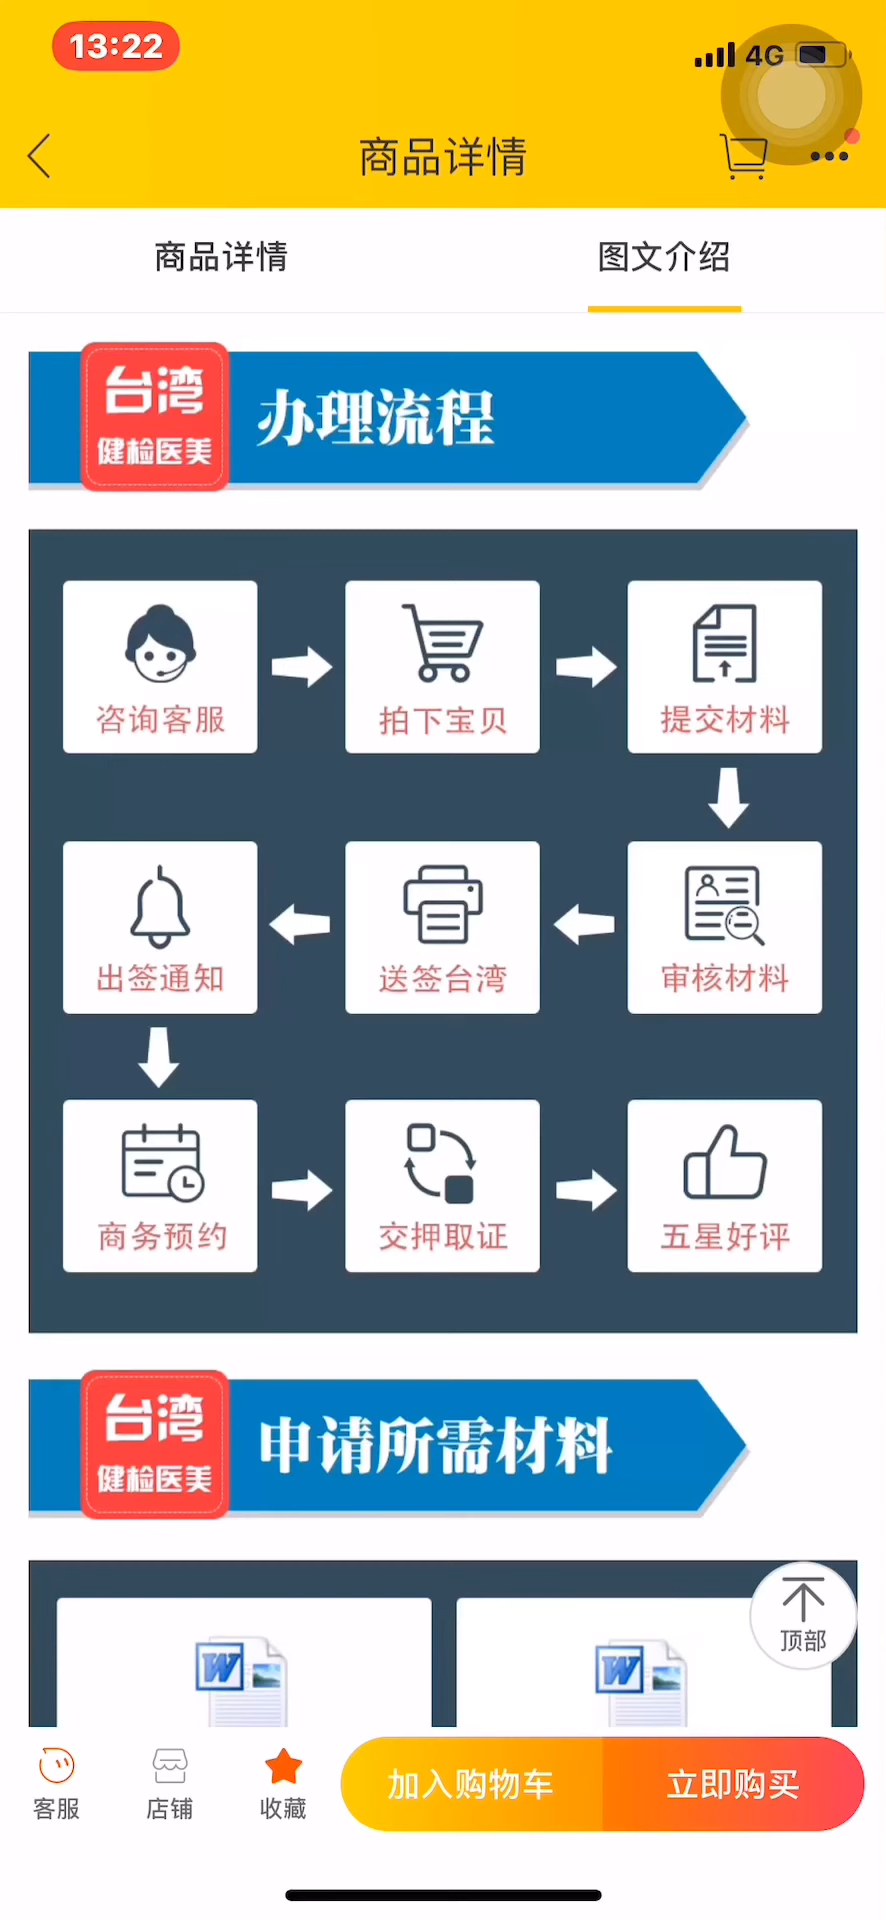 13:22
4G
商品详情
商品详情
图文介绍
台湾
健检医美
办理流程
咨询客服
拍下宝贝
提交材料
出签通知
送签台湾
审核材料
商务预约
交押取证
五星好评
台湾
健检医美
申请所需材料
W
W
顶部
客服
店铺
收藏
加入购物车
立即购买